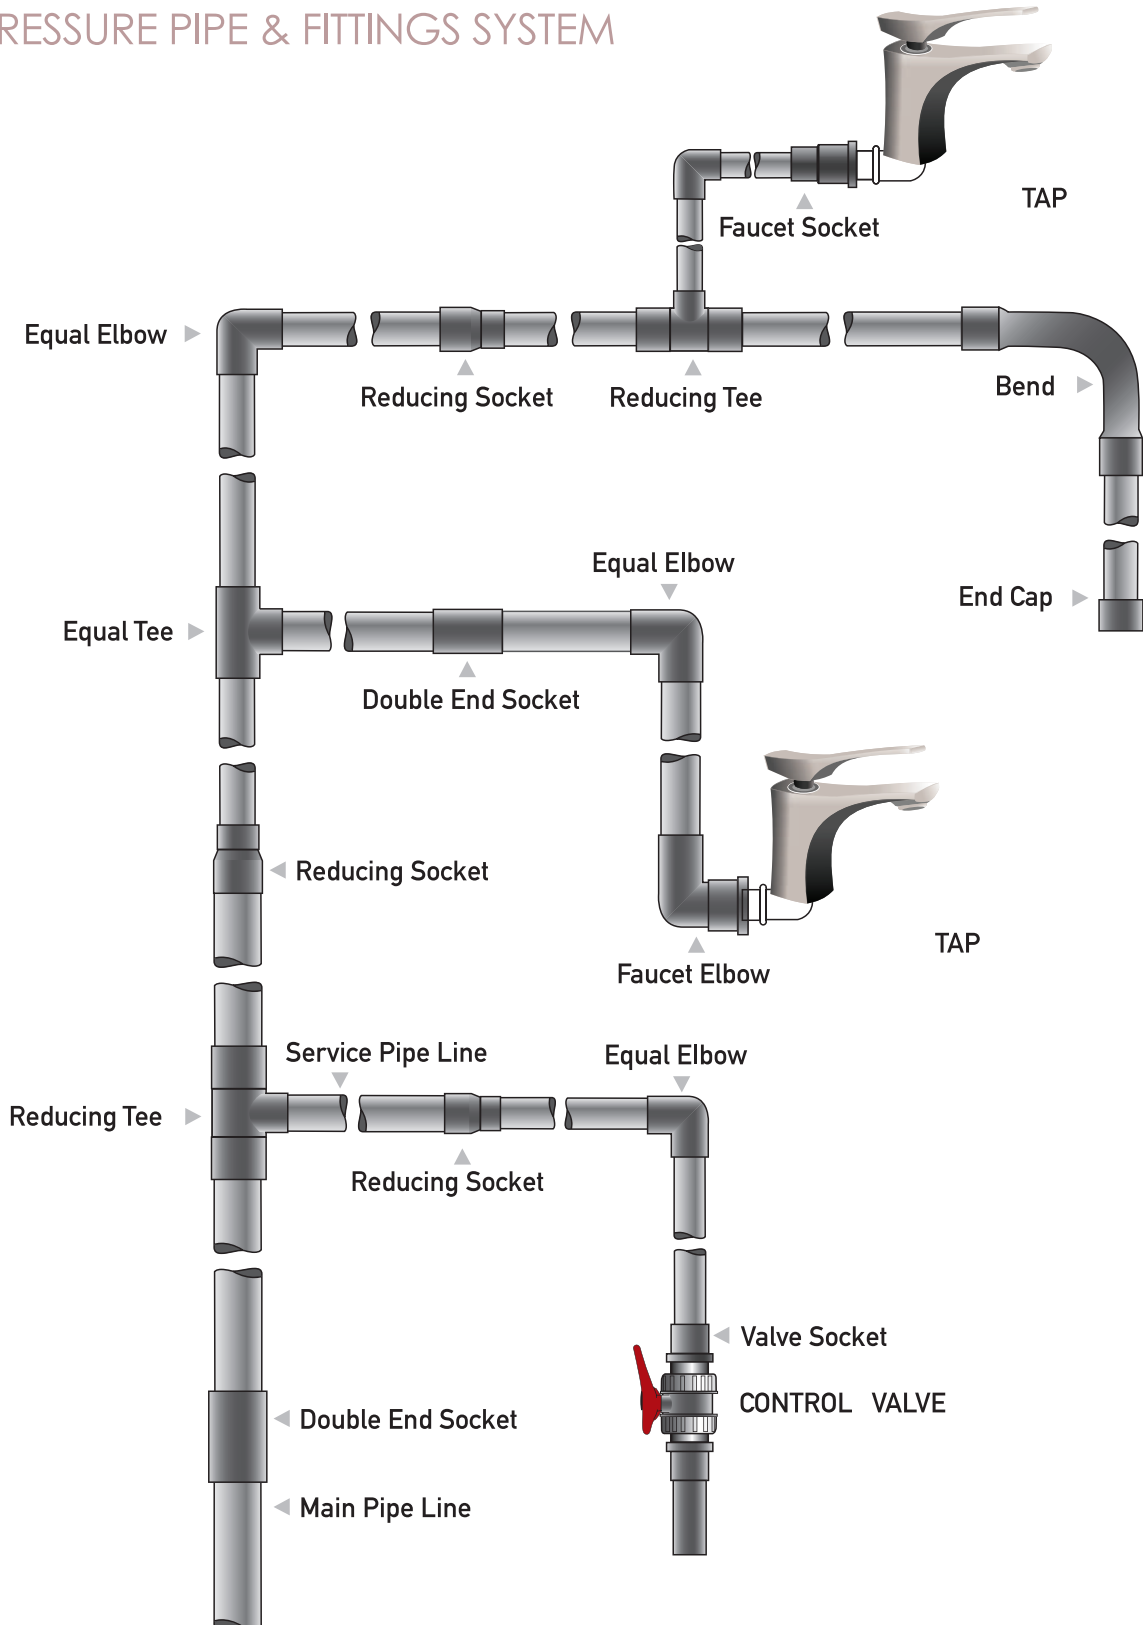 RESSURE PIPE & FITTINGS SYSTEM
TAP
Faucet Socket
Equal Elbow
Reducing Socket
Reducing Tee
Bend
Equal Elbow
End Cap
Equal Tee
Double End Socket
Reducing Socket
TAP
Faucet Elbow
Service Pipe Line
Equal Elbow
Reducing Tee
Reducing Socket
Valve Socket
CONTROL VALVE
Double End Socket
Main Pipe Line